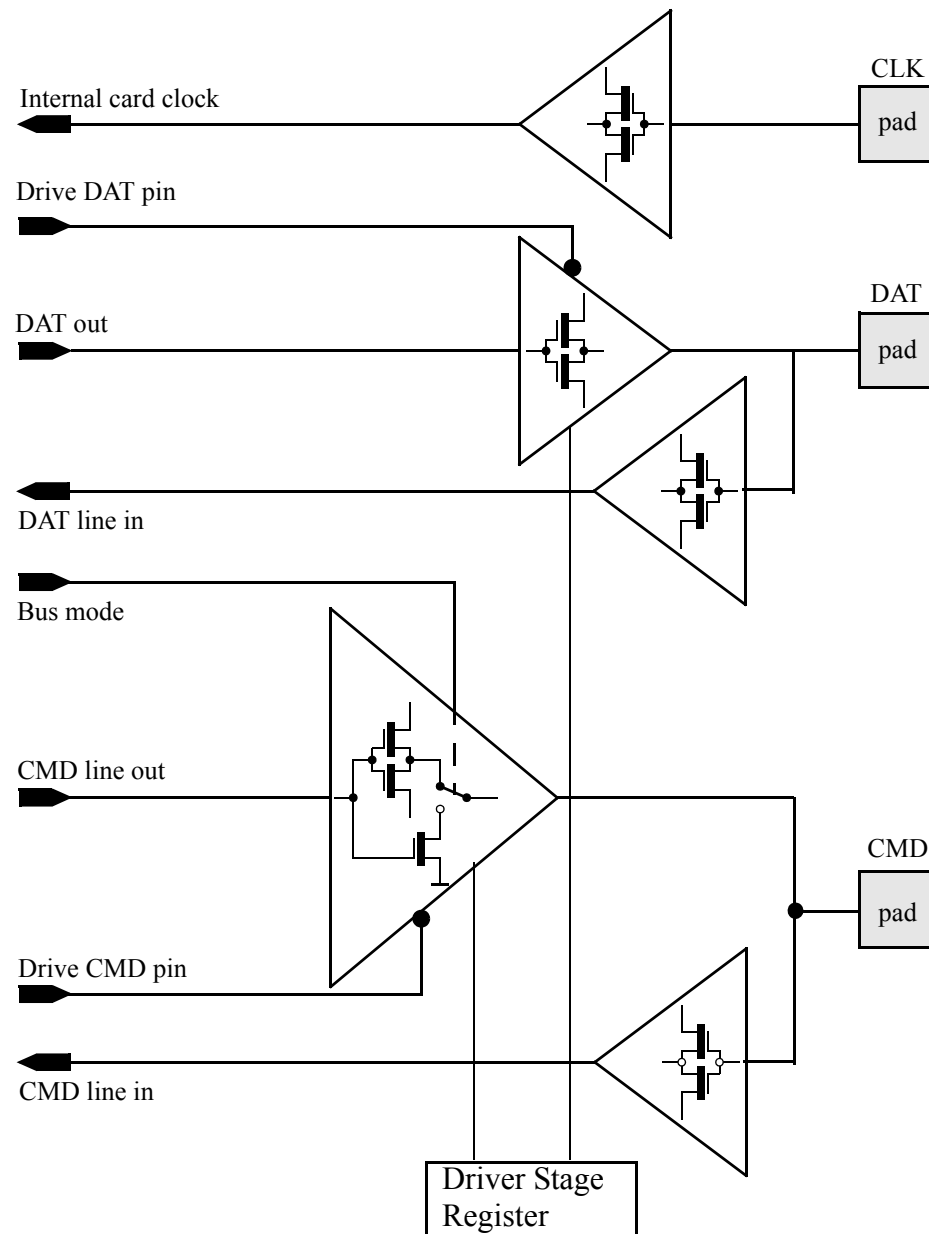 CLK
Internal card clock
pad
Drive DAT pin
DAT
DAT out
pad
DAT line in
Bus mode
CMD line out
CMD
pad
Drive CMD pin
CMD line in
Driver Stage
Register